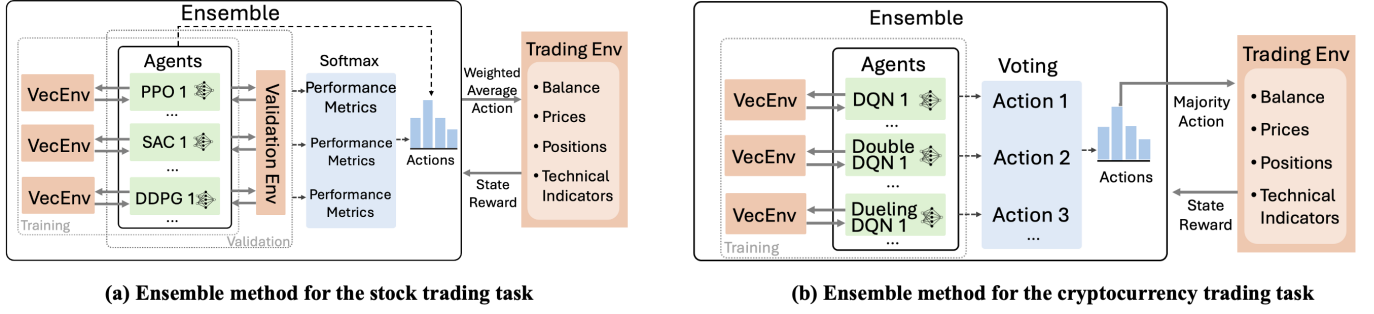 Ensemble
Agents
VecEnv
PPO 1
...
VecEnv
SAC 1
...
VecEnv
DDPG 1
...
Training
Validation
Validation Env
Softmax
Performance
Metrics
Performance
Metrics
Performance
Metrics
Actions
Weighted
Average
Action
State
Reward
Trading Env
• Balance
• Prices
• Positions
• Technical
Indicators
(a) Ensemble method for the stock trading task
Ensemble
Agents
VecEnv
DQN 1
...
VecEnv
Double
DQN 1
...
VecEnv
Dueling
DQN 1
...
Training
Voting
Action 1
Action 2
Action 3
...
Actions
Majority
Action
State
Reward
Trading Env
• Balance
• Prices
• Positions
• Technical
Indicators
(b) Ensemble method for the cryptocurrency trading task